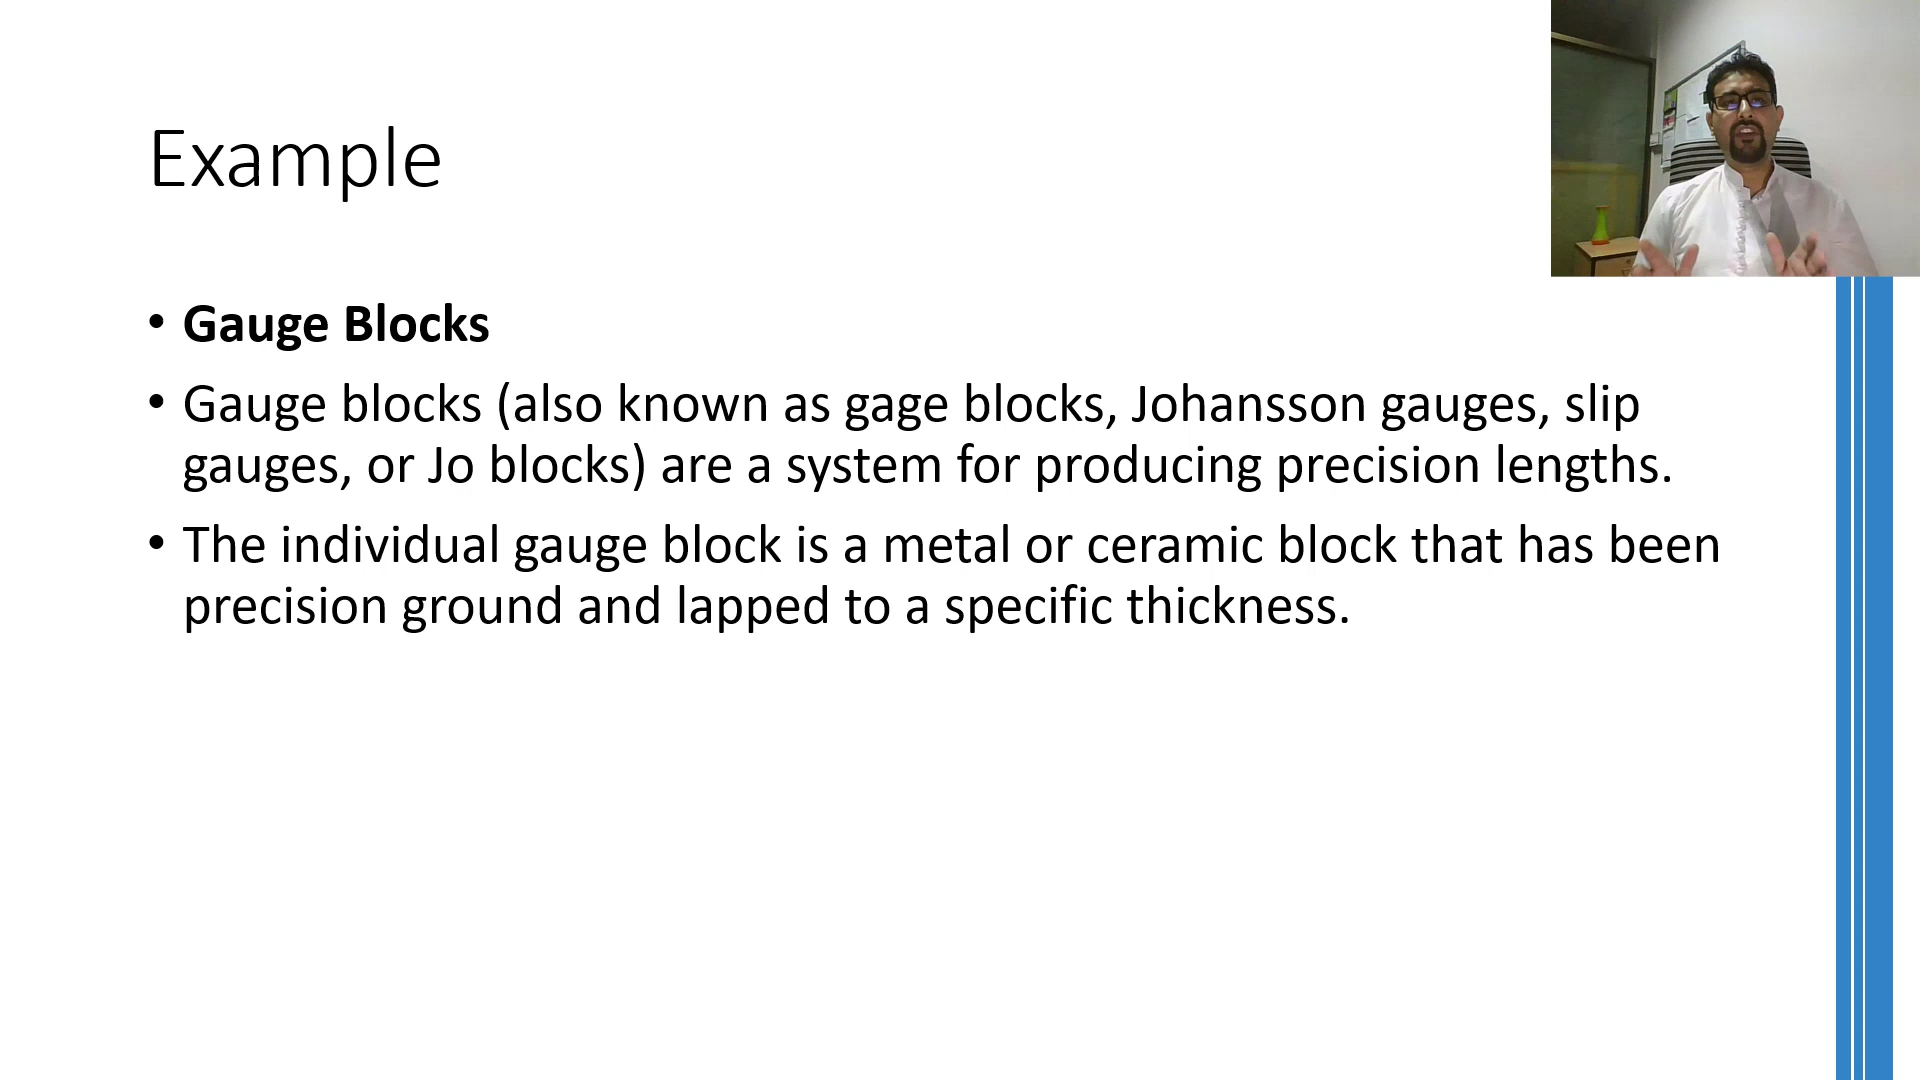 Example
• Gauge Blocks
• Gauge blocks (also known as gage blocks, Johansson gauges, slip
gauges, or Jo blocks) are a system for producing precision lengths.
• The individual gauge block is a metal or ceramic block that has been
precision ground and lapped to a specific thickness.